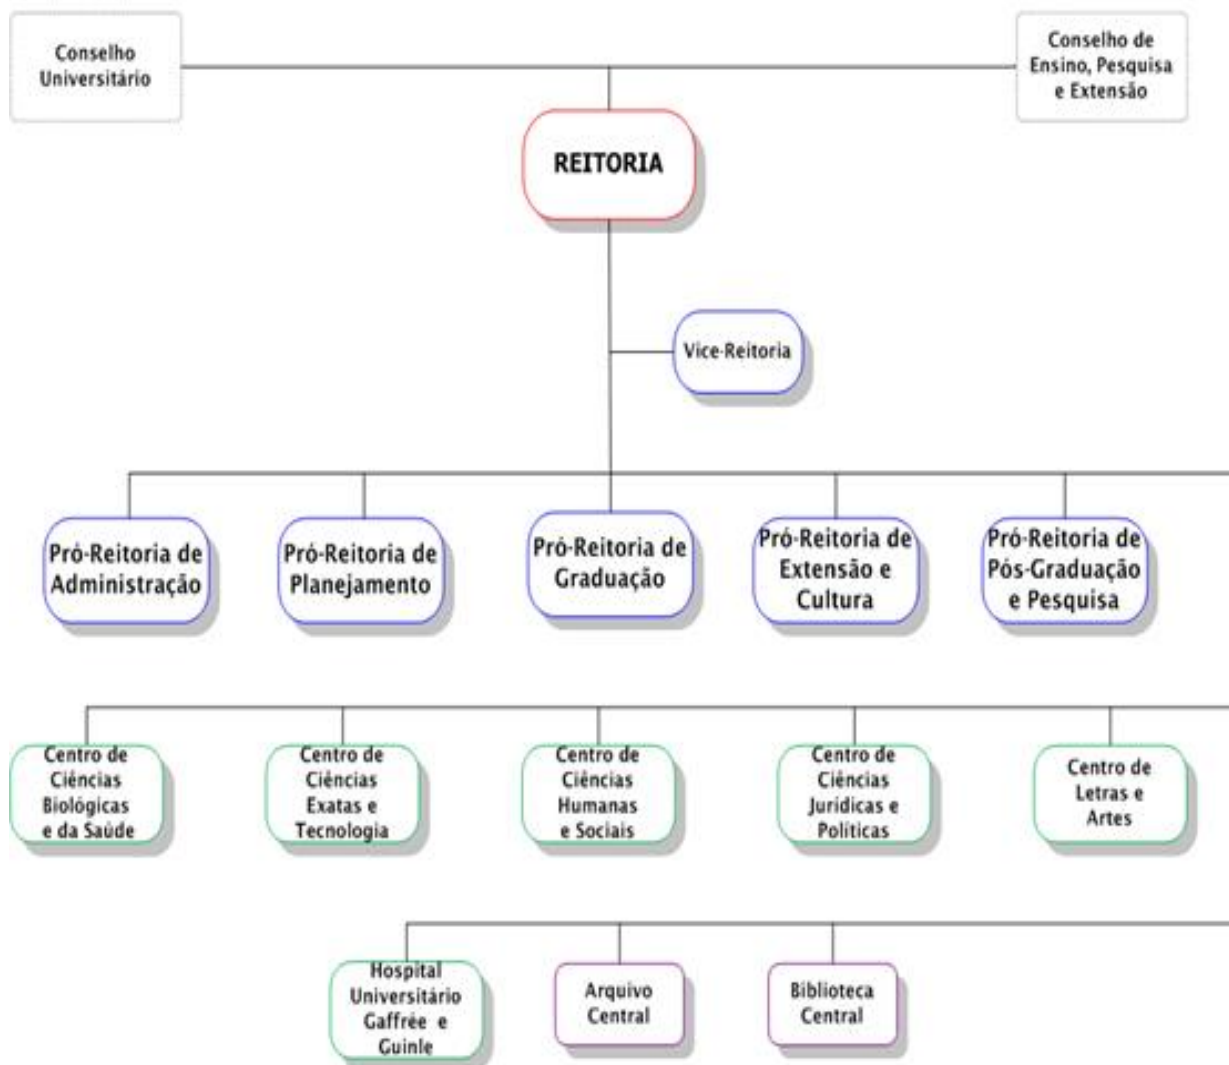 Conselho
Universitário
Conselho de
Ensino, Pesquisa
e Extensão
REITORIA
Vice-Reitoria
Pró-Reitoria de
Administração
Pró-Reitoria de
Planejamento
Pró-Reitoria de
Graduação
Pró-Reitoria de
Extensão e
Cultura
Pró-Reitoria de
Pós-Graduação
e Pesquisa
Centro de
Ciências
Biológicas
e da Saúde
Centro de
Ciências
Exatas e
Tecnologia
Centro de
Ciências
Humanas
e Sociais
Centro de
Ciências
Jurídicas e
Políticas
Centro de
Letras e
Artes
Hospital
Universitário
Gaffrée e
Guinle
Arquivo
Central
Biblioteca
Central